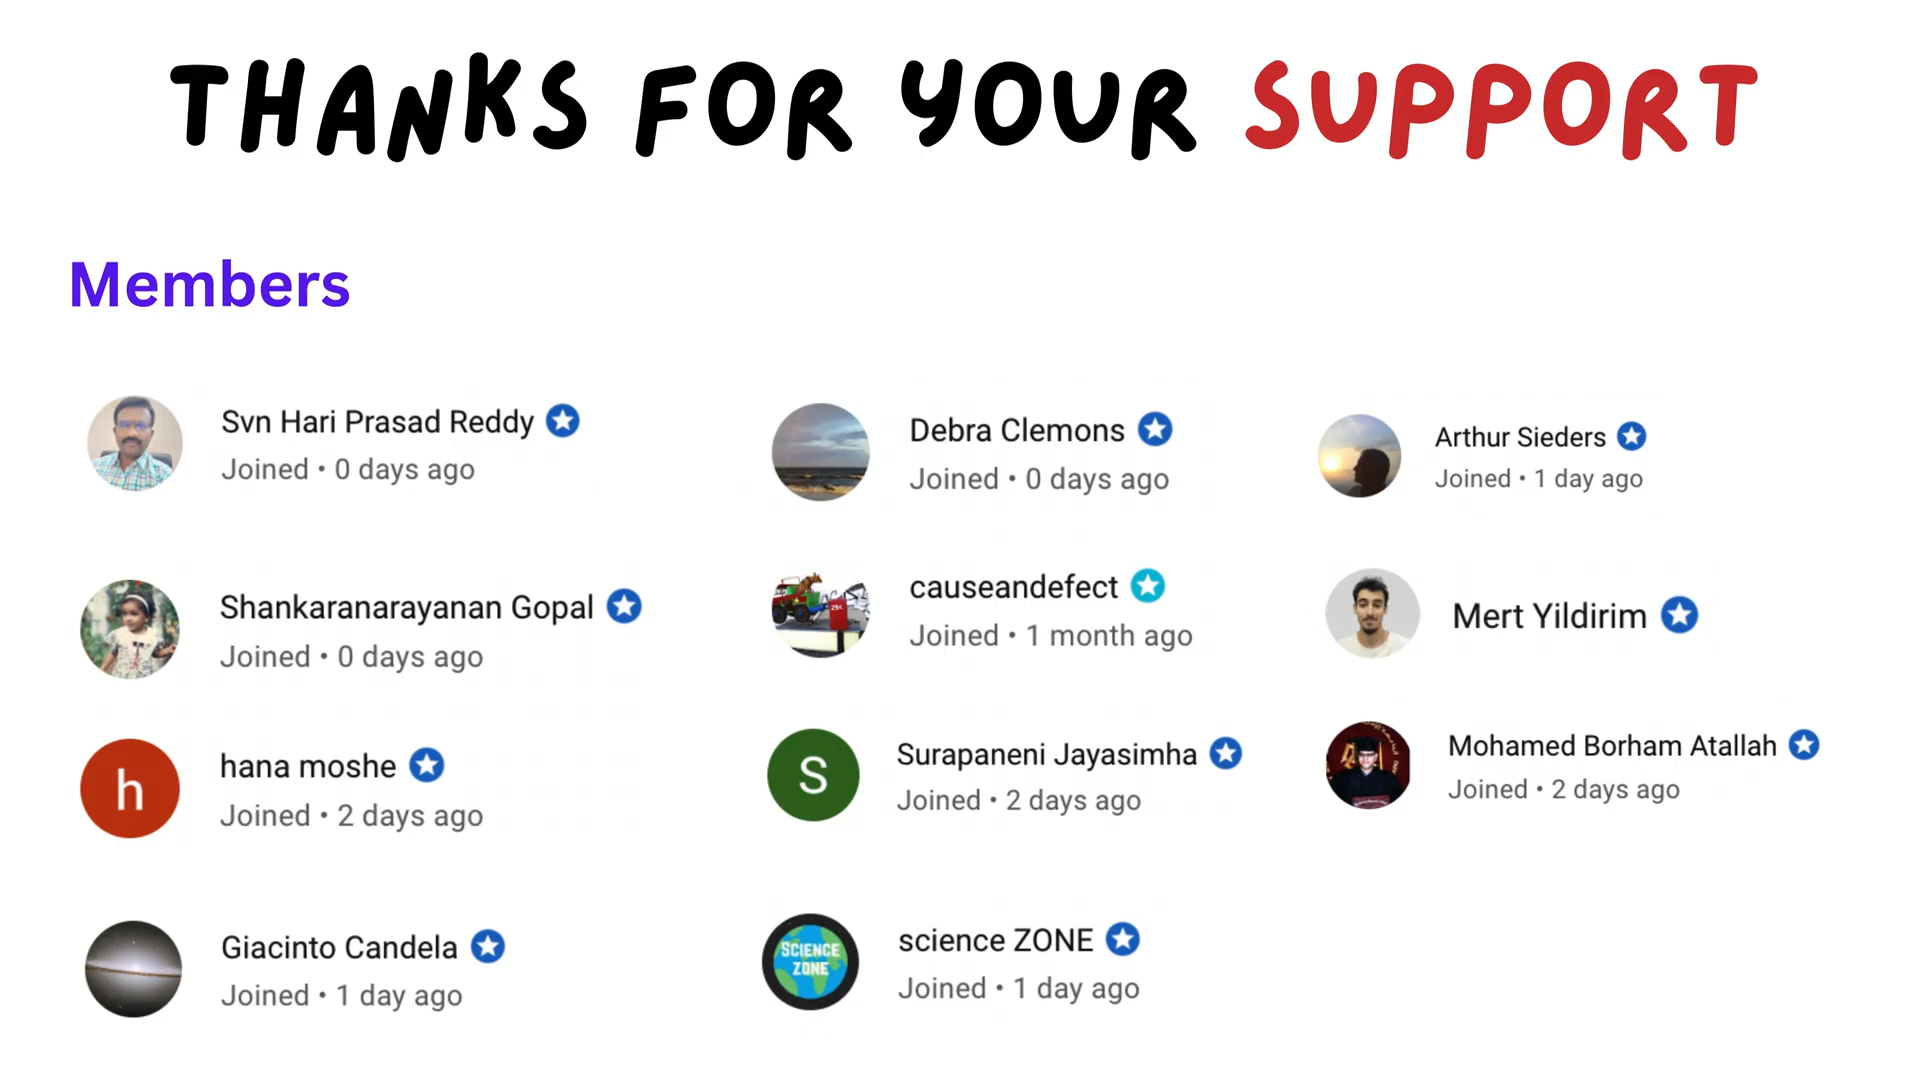 THANKS FOR YOUR SUPPORT
Members
Svn Hari Prasad Reddy
Joined • 0 days ago
Debra Clemons
Joined • 0 days ago
Arthur Sieders
Joined • 1 day ago
Shankaranarayanan Gopal
Joined • 0 days ago
causeandefect
Joined • 1 month ago
Mert Yildirim
h
hana moshe
Joined • 2 days ago
S
Surapaneni Jayasimha
Joined • 2 days ago
Mohamed Borham Atallah
Joined • 2 days ago
Giacinto Candela
Joined • 1 day ago
SCIENCE
ZONE
science ZONE
Joined • 1 day ago